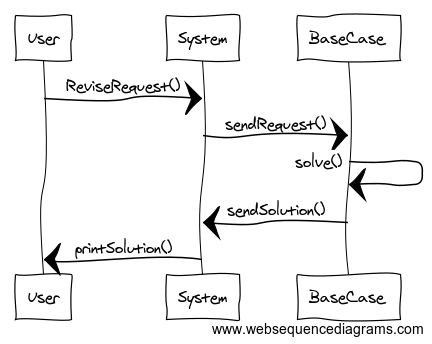 User System BaseCase
ReviseRequest()
sendRequest()
solve()
sendSolution()
printSolution()
User System BaseCase
www.websequencediagrams.com